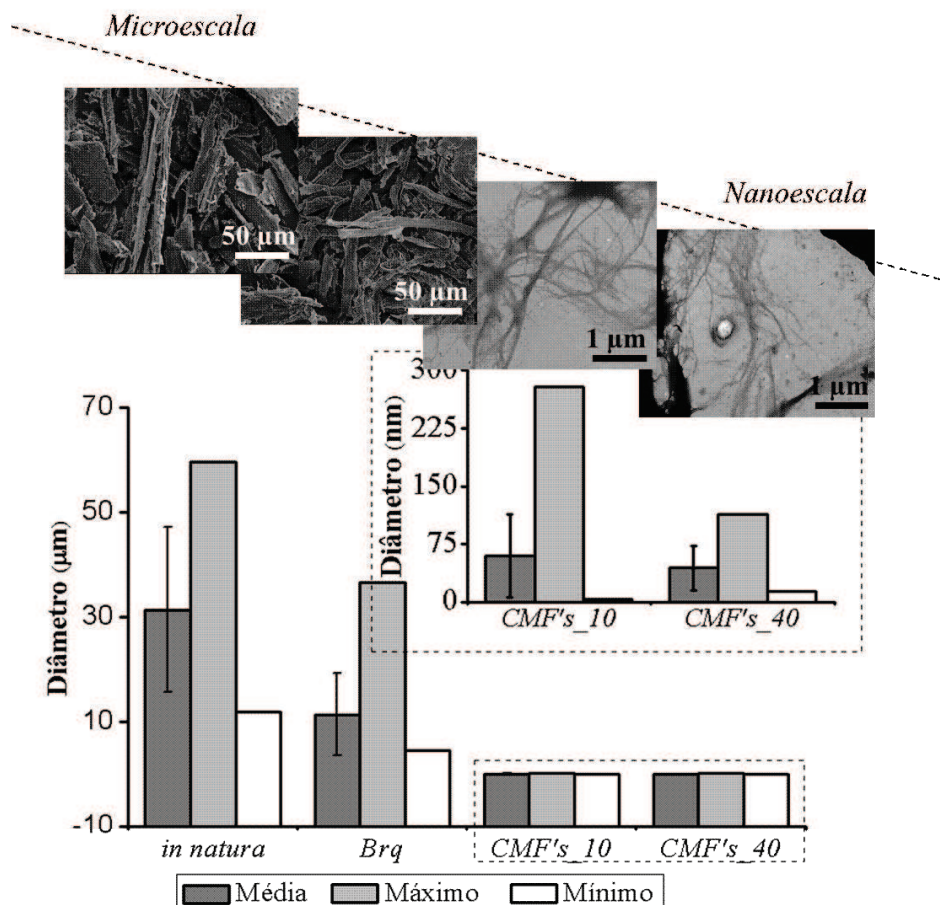 Microescala
Nanoescala
50 µm
50 µm
1 µm
1 µm
300
225
150
75
0
Diâmetro (nm)
CMF's_10
CMF's_40
70
50
30
10
-10
Diâmetro (µm)
in natura
Brq
CMF's_10
CMF's_40
Média
Máximo
Mínimo